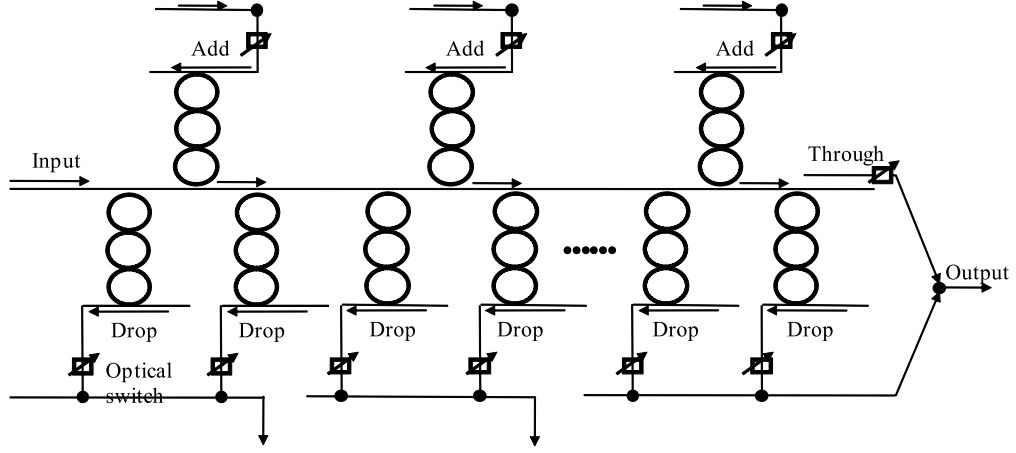 Add
Add
Add
Input
Through
Output
Drop
Drop
Drop
Drop
Drop
Drop
Optical
switch